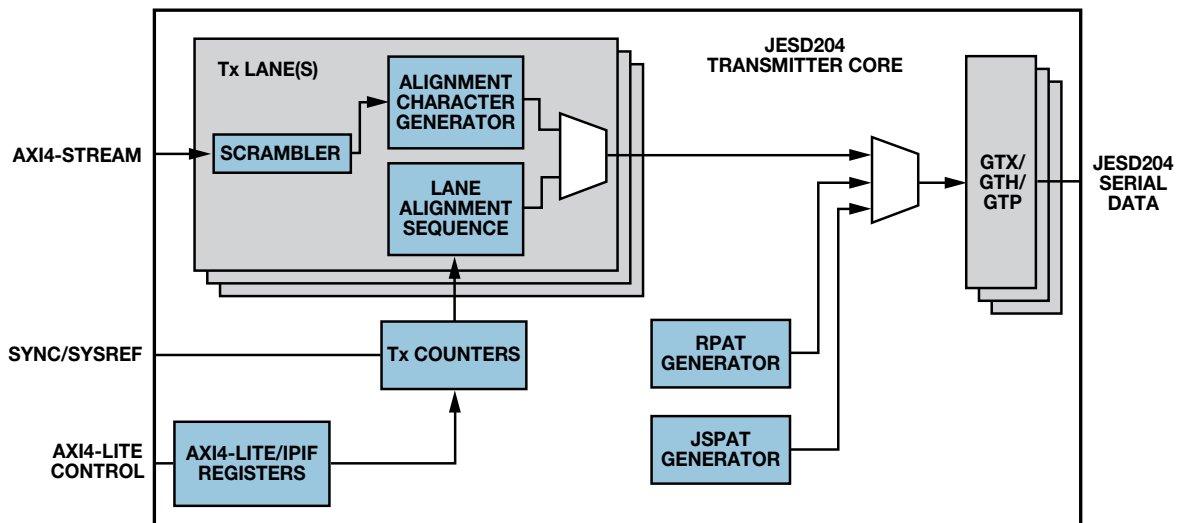 JESD204
TRANSMITTER CORE
Tx LANE(S)
ALIGNMENT
CHARACTER
GENERATOR
SCRAMBLER
AXI4-STREAM
LANE
ALIGNMENT
SEQUENCE
GTX/
GTH/
GTP
JESD204
SERIAL
DATA
SYNC/SYSREF
Tx COUNTERS
RPAT
GENERATOR
AXI4-LITE
CONTROL
AXI4-LITE/IPIF
REGISTERS
JSPAT
GENERATOR